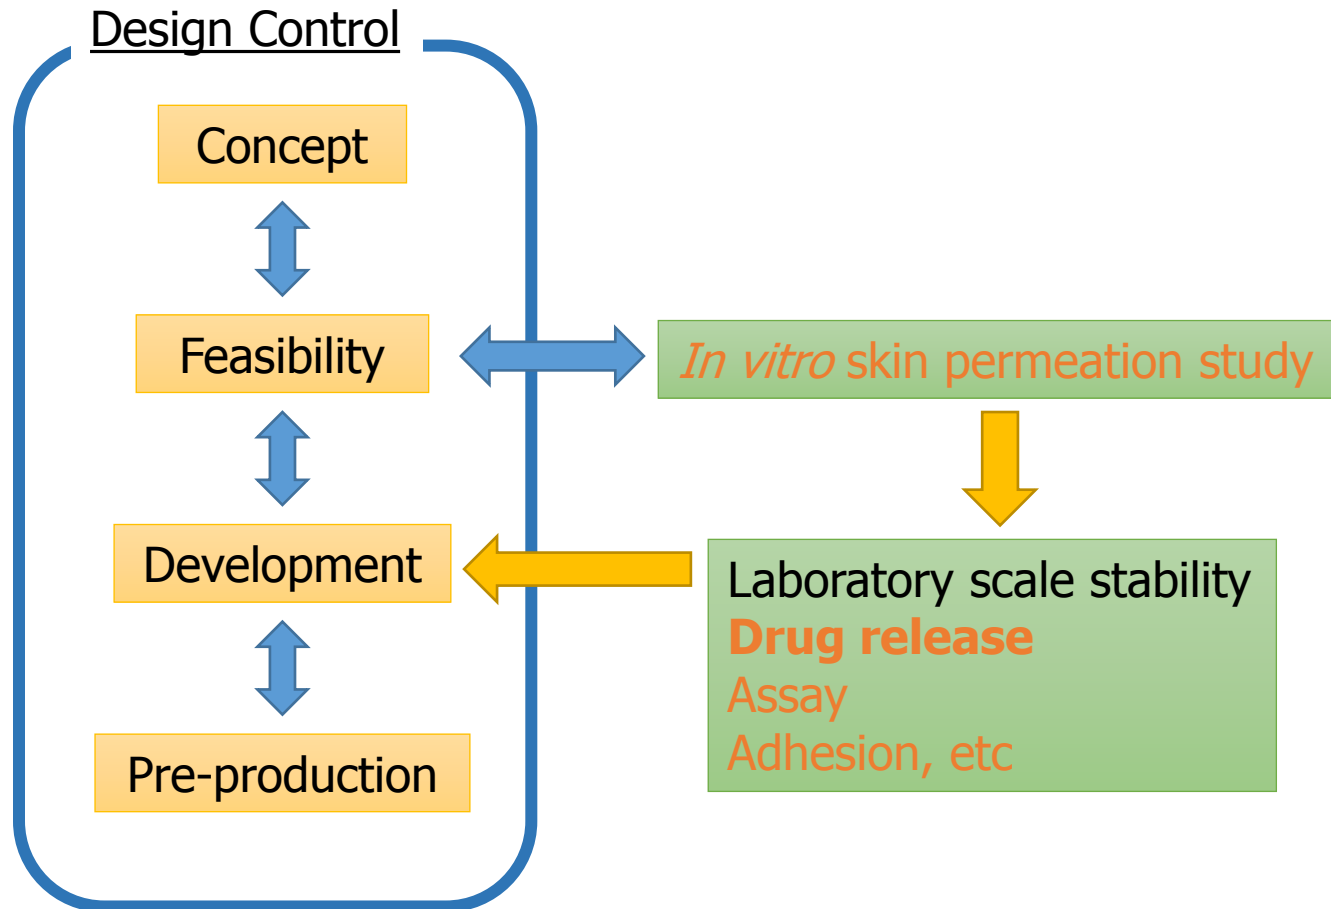 Design Control
Concept
Feasibility
In vitro skin permeation study
Development
Laboratory scale stability
Drug release
Assay
Adhesion, etc
Pre-production